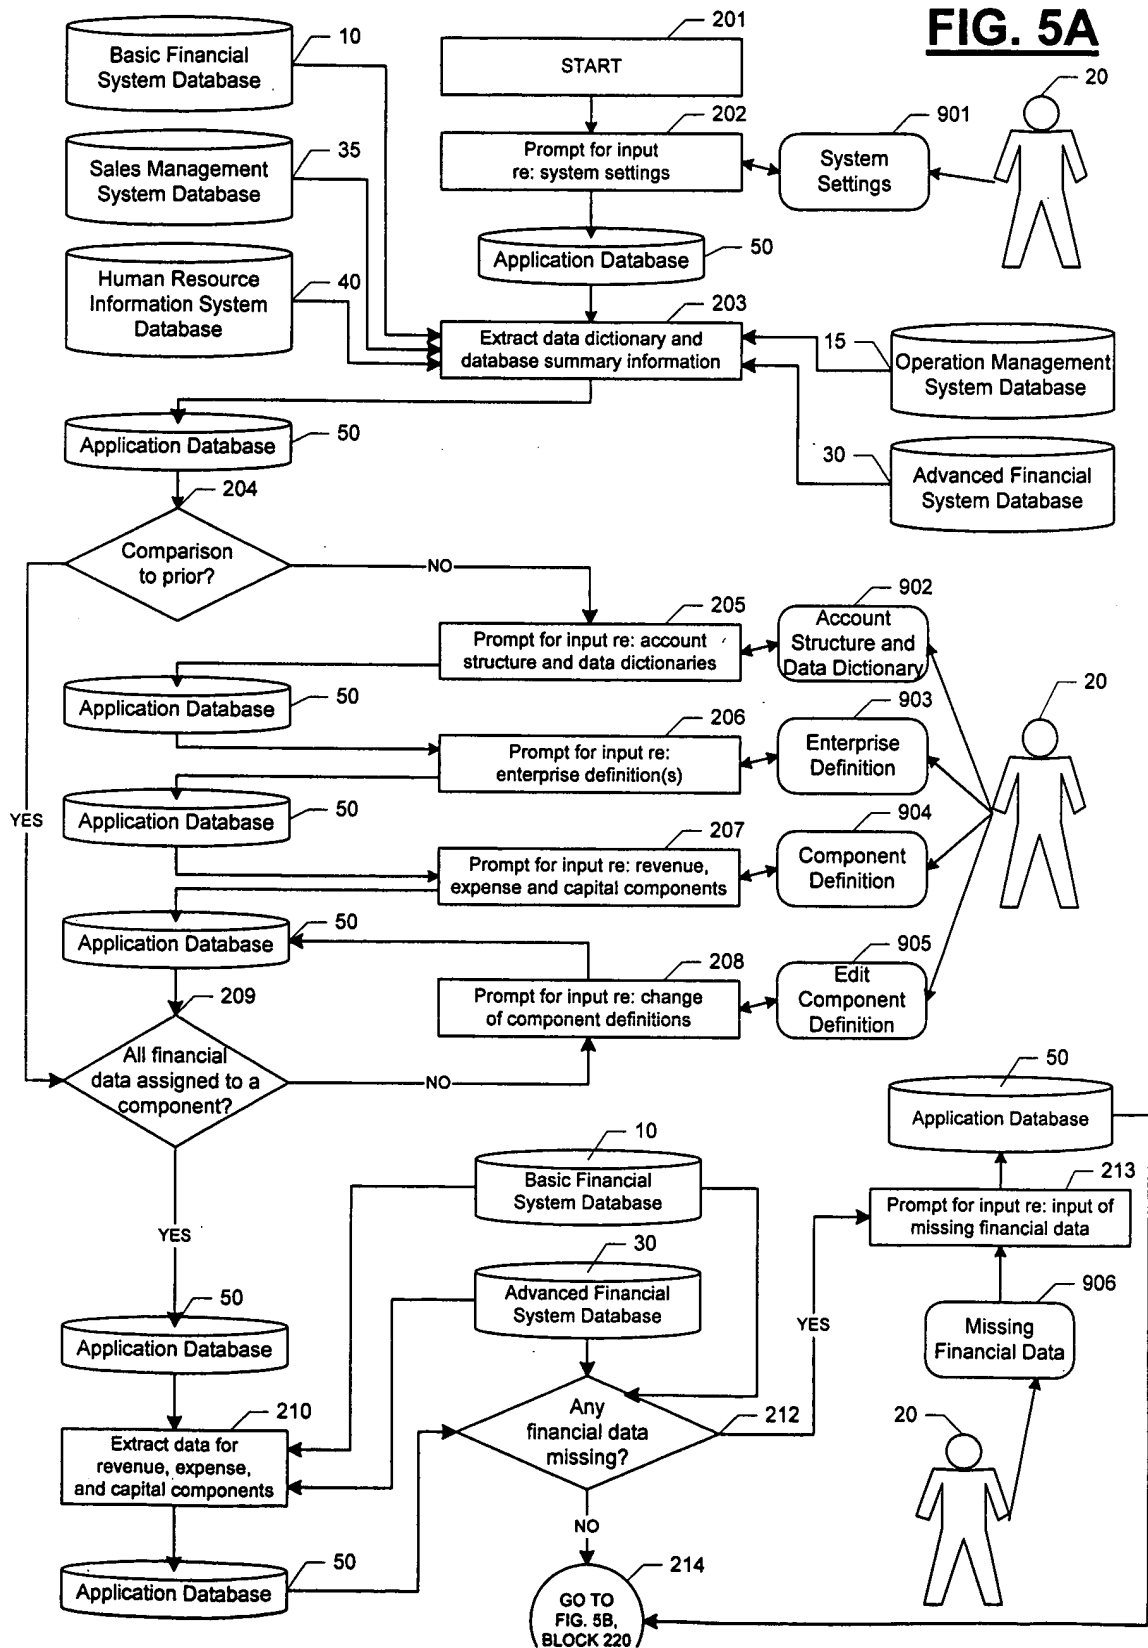 FIG. 5A
10
Basic Financial
System Database
201
START
20
202
Prompt for input
re: system settings
901
System
Settings
35
Sales Management
System Database
50
Application Database
40
Human Resource
Information System
Database
203
Extract data dictionary and
database summary information
15
Operation Management
System Database
50
Application Database
30
Advanced Financial
System Database
204
Comparison
to prior?
NO
205
Prompt for input re: account
structure and data dictionaries
902
Account
Structure and
Data Dictionary
50
Application Database
20
206
Prompt for input re:
enterprise definition(s)
903
Enterprise
Definition
YES
50
Application Database
207
Prompt for input re: revenue,
expense and capital components
904
Component
Definition
50
Application Database
208
Prompt for input re: change
of component definitions
905
Edit
Component
Definition
209
All financial
data assigned to a
component?
NO
50
Application Database
10
Basic Financial
System Database
213
Prompt for input re: input of
missing financial data
YES
30
Advanced Financial
System Database
906
Missing
Financial Data
YES
50
Application Database
210
Extract data for
revenue, expense,
and capital components
Any
financial data
missing?
212
20
NO
50
Application Database
214
GO TO
FIG. 5B,
BLOCK 220